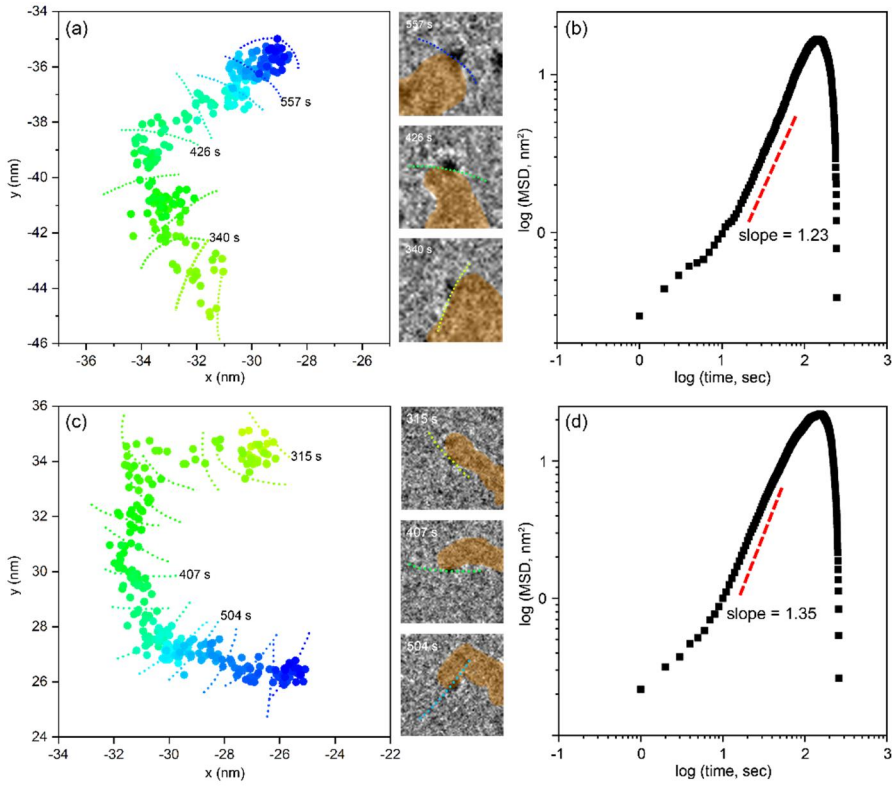 (a)
-34
-36
-38
-40
-42
-44
-46
y (nm)
557 s
426 s
340 s
-36
-34
-32
-30
-28
-26
x (nm)
557 s
426 s
340 s
(b)
1
0
log (MSD, nm²)
slope = 1.23
-1
0
1
2
3
log (time, sec)
(c)
36
34
32
30
28
26
24
y (nm)
315 s
407 s
504 s
-34
-32
-30
-28
-26
-24
-22
x (nm)
315 s
407 s
504 s
(d)
1
0
log (MSD, nm²)
slope = 1.35
-1
0
1
2
3
log (time, sec)